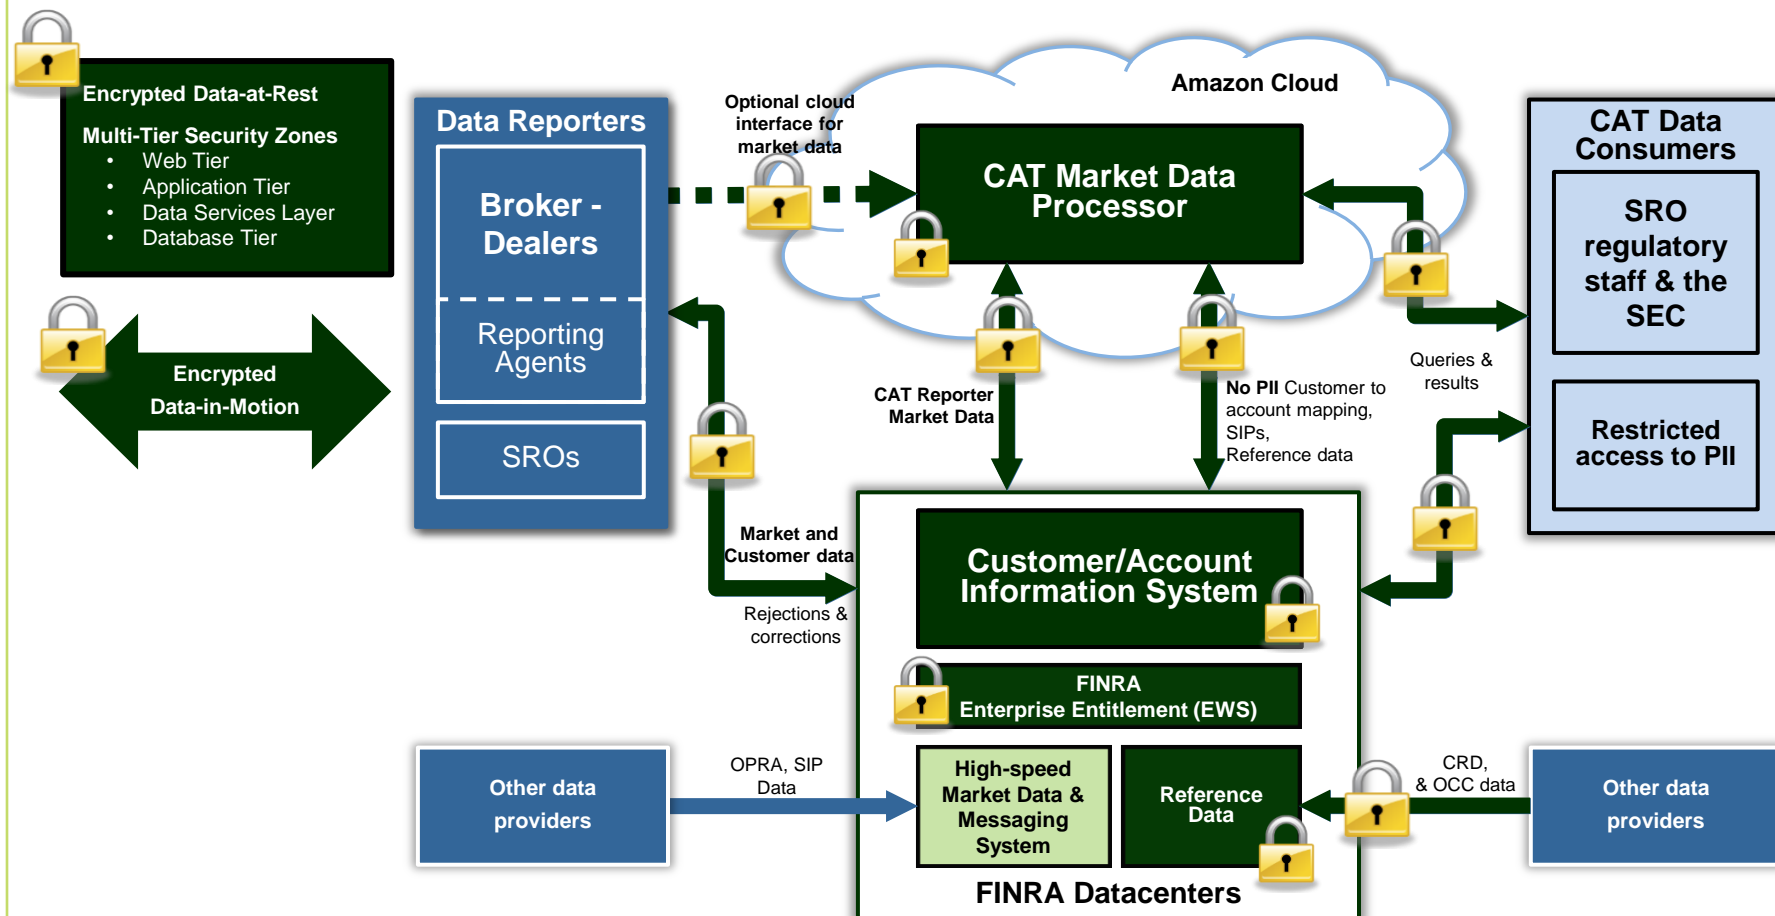 Encrypted Data-at-Rest
Multi-Tier Security Zones
• Web Tier
• Application Tier
• Data Services Layer
• Database Tier
Encrypted
Data-in-Motion
Data Reporters
Broker -
Dealers
Reporting
Agents
SROs
Optional cloud
interface for
market data
Amazon Cloud
CAT Market Data
Processor
CAT Data
Consumers
SRO
regulatory
staff & the
SEC
Restricted
access to PII
Queries &
results
CAT Reporter
Market Data
No PII Customer to
account mapping,
SIPs,
Reference data
Market and
Customer data
Rejections &
corrections
Customer/Account
Information System
FINRA
Enterprise Entitlement (EWS)
Other data
providers
OPRA, SIP
Data
High-speed
Market Data &
Messaging
System
Reference
Data
CRD,
& OCC data
Other data
providers
FINRA Datacenters